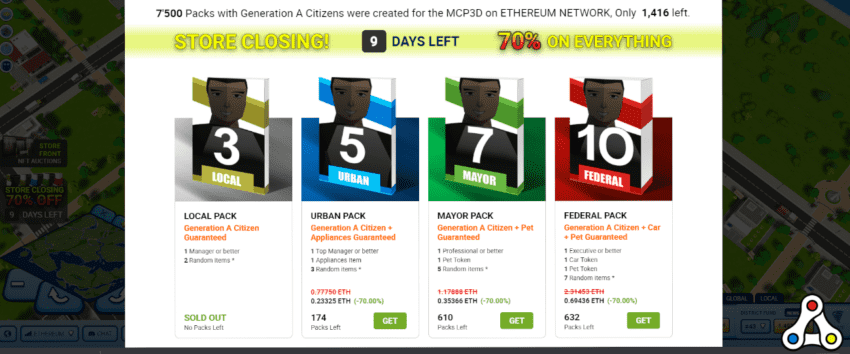 7'500 Packs with Generation A Citizens were created for the MCP3D on ETHEREUM NETWORK, Only 1,416 left.
STORE CLOSING! 9 DAYS LEFT 70% ON EVERYTHING
STORE
FRONT
NFT AUCTIONS
STORE CLOSING
70% OFF
9 DAYS LEFT
3
LOCAL
5
URBAN
7
MAYOR
10
FEDERAL
LOCAL PACK
Generation A Citizen
Guaranteed
1 Manager or better
2 Random items *
SOLD OUT
No Packs Left
URBAN PACK
Generation A Citizen +
Appliances Guaranteed
1 Top Manager or better
1 Appliances Item
3 Random items *
0.77750 ETH
0.23325 ETH (-70.00%)
174
Packs Left
GET
MAYOR PACK
Generation A Citizen + Pet
Guaranteed
1 Professional or better
1 Pet Token
5 Random items *
1.17888 ETH
0.35366 ETH (-70.00%)
610
Packs Left
GET
FEDERAL PACK
Generation A Citizen + Car
+ Pet Guaranteed
1 Executive or better
1 Car Token
1 Pet Token
7 Random items *
2.31453 ETH
0.69436 ETH (-70.00%)
632
Packs Left
GET
GLOBAL LOCAL
CHAT